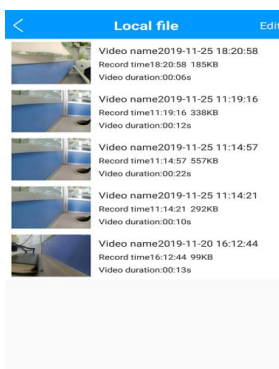 Local file
Edit
Video name2019-11-25 18:20:58
Record time18:20:58 185KB
Video duration:00:06s
Video name2019-11-25 11:19:16
Record time11:19:16 338KB
Video duration:00:12s
Video name2019-11-25 11:14:57
Record time11:14:57 557KB
Video duration:00:22s
Video name2019-11-25 11:14:21
Record time11:14:21 292KB
Video duration:00:10s
Video name2019-11-20 16:12:44
Record time16:12:44 99KB
Video duration:00:13s